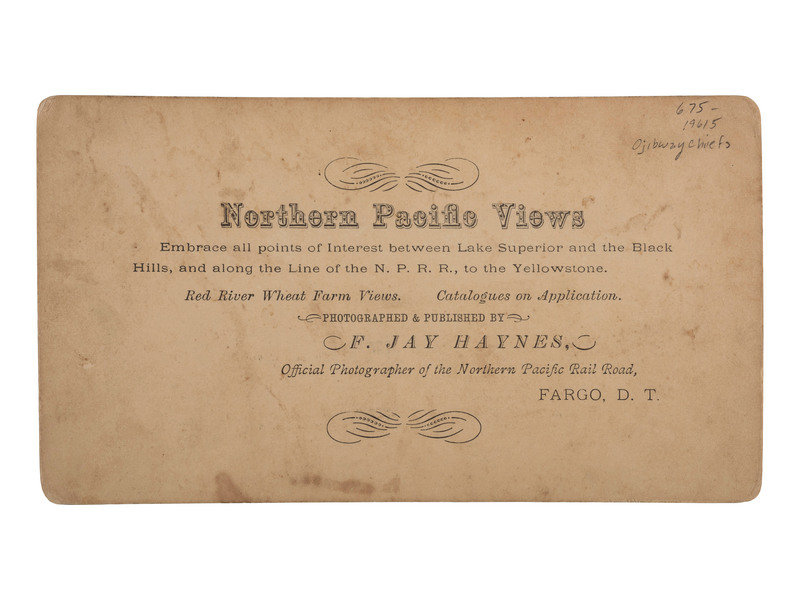 675-
19615
Ojibway chiefs
Northern Pacific Views
Embrace all points of Interest between Lake Superior and the Black
Hills, and along the Line of the N. P. R. R., to the Yellowstone.
Red River Wheat Farm Views. Catalogues on Application.
PHOTOGRAPHED & PUBLISHED BY
F. JAY HAYNES,
Official Photographer of the Northern Pacific Rail Road,
FARGO, D. T.